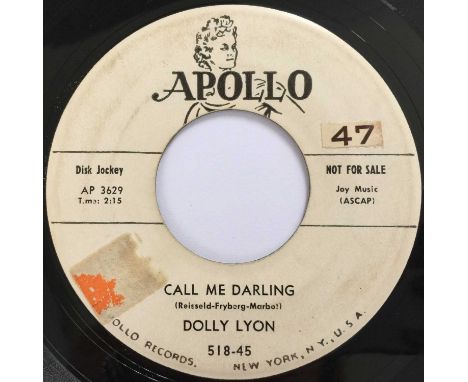 APOLLO
47
Disk Jockey
NOT FOR SALE
AP 3629
Joy Music
T.me: 2:15
(ASCAP)
CALL ME DARLING
(Reisseld-Fryberg-Marbot)
DOLLY LYON
518-45
OLLO RECORDS, NEW YORK, N.Y., U.S.A.